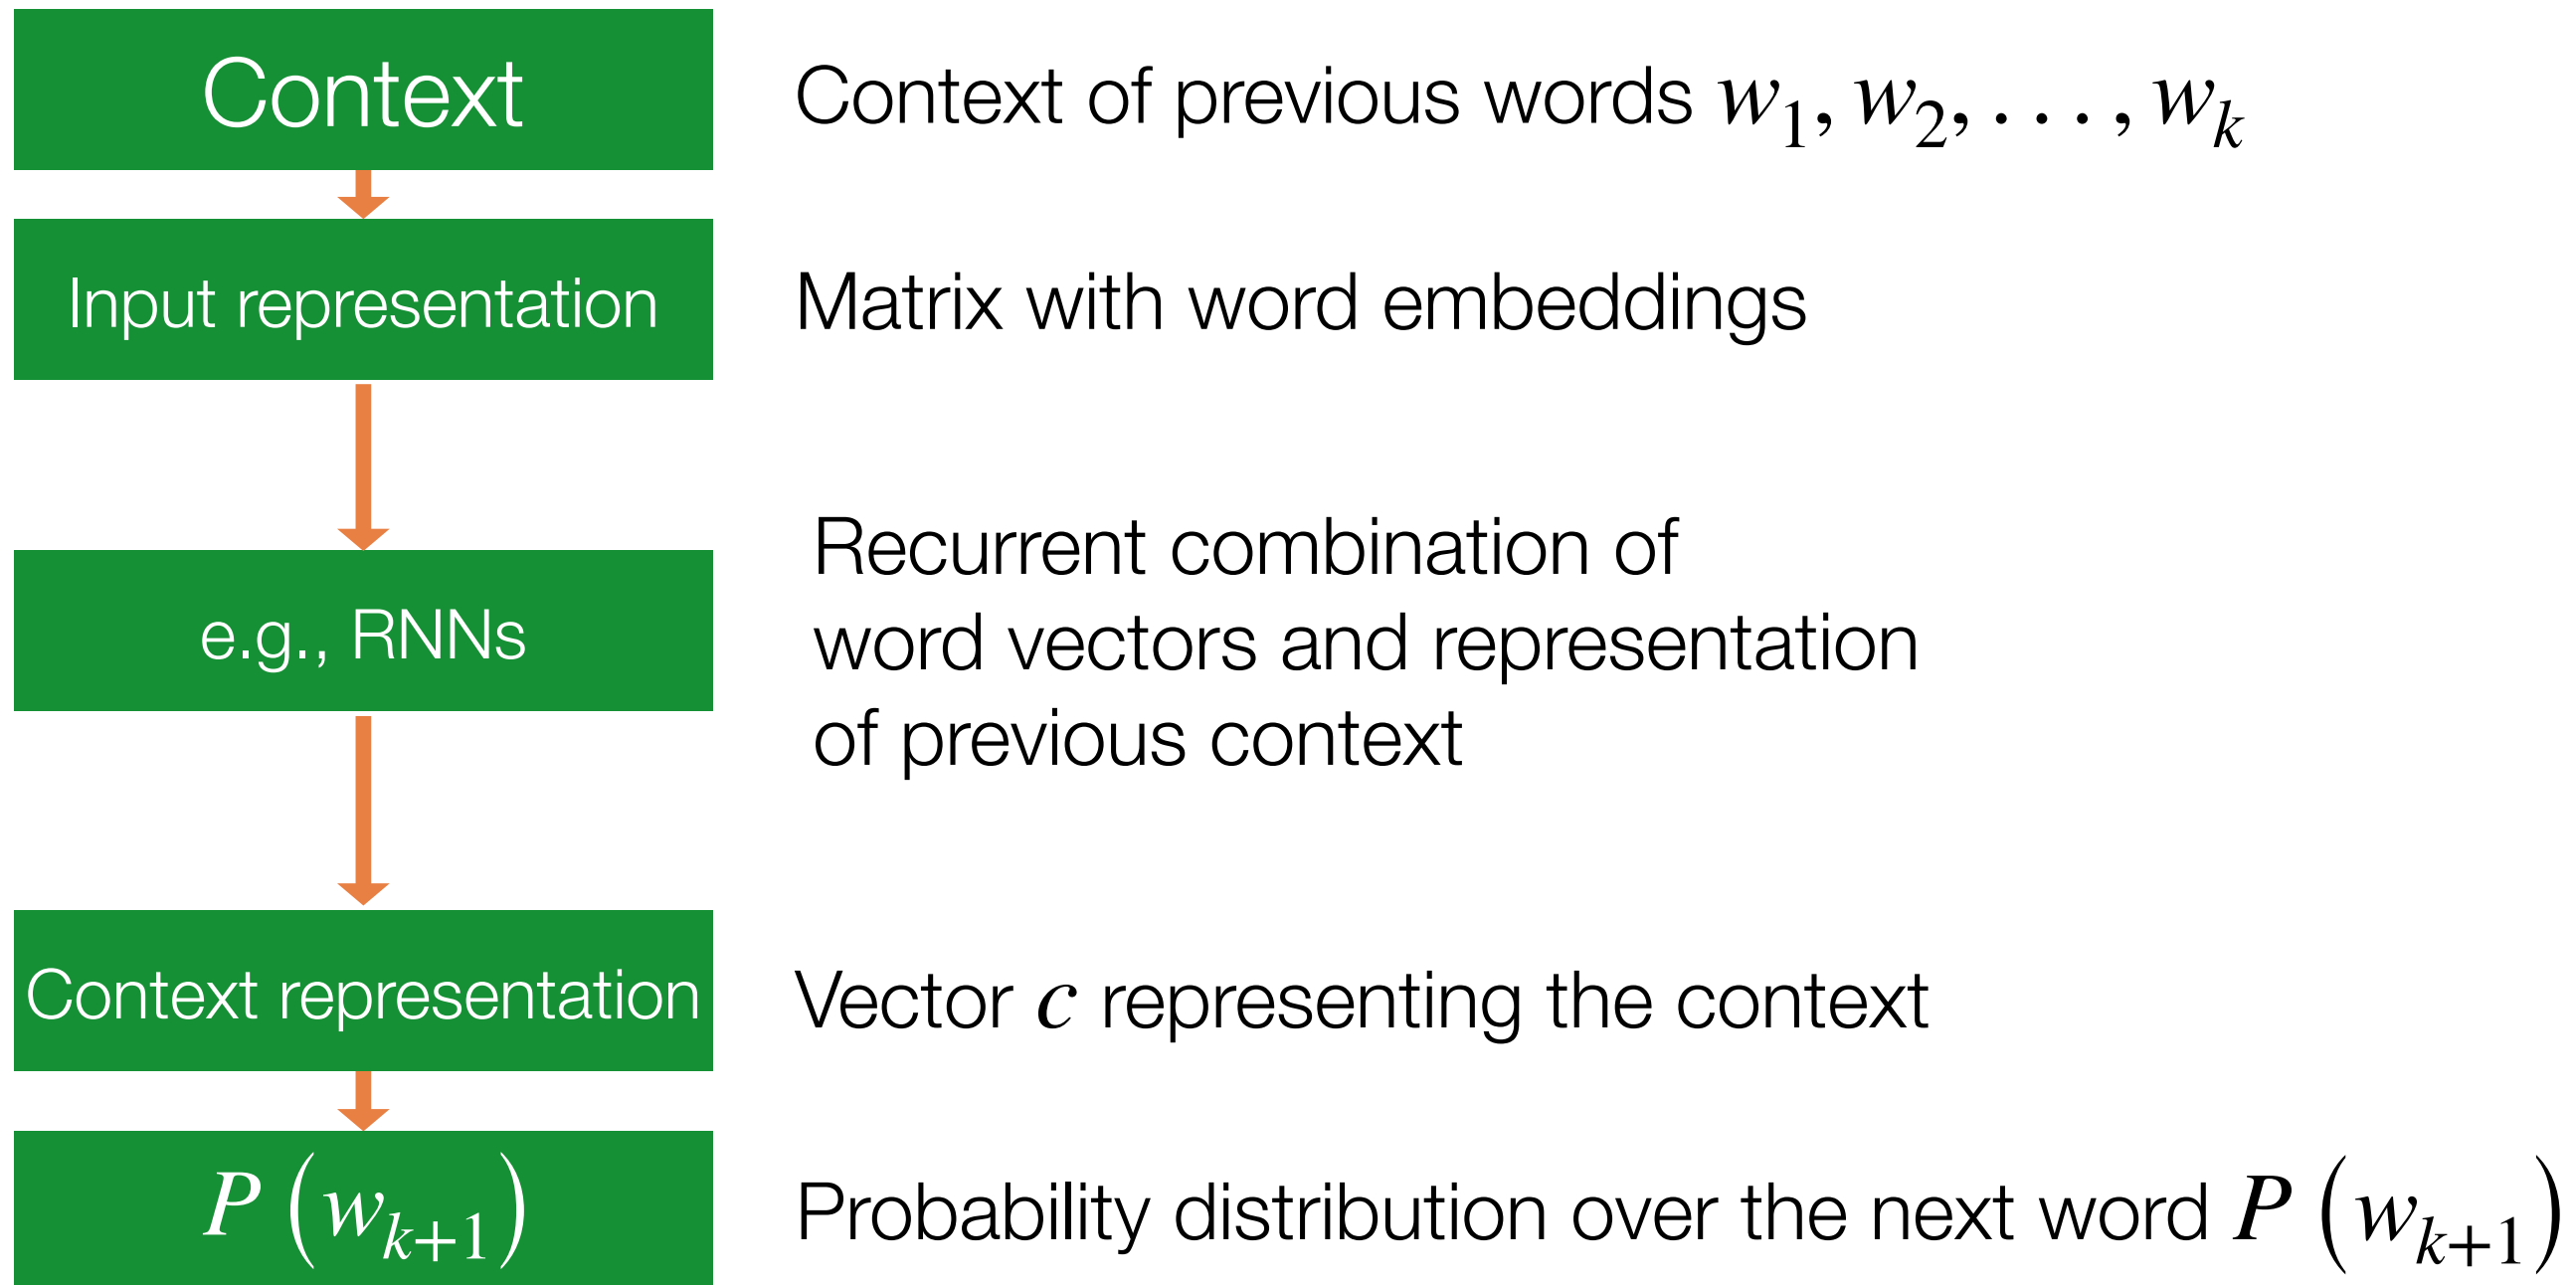 Context
Context of previous words w₁, w₂, . . . , wₖ
Input representation
Matrix with word embeddings
e.g., RNNs
Recurrent combination of
word vectors and representation
of previous context
Context representation
Vector c representing the context
P(wₖ₊₁)
Probability distribution over the next word P(wₖ₊₁)